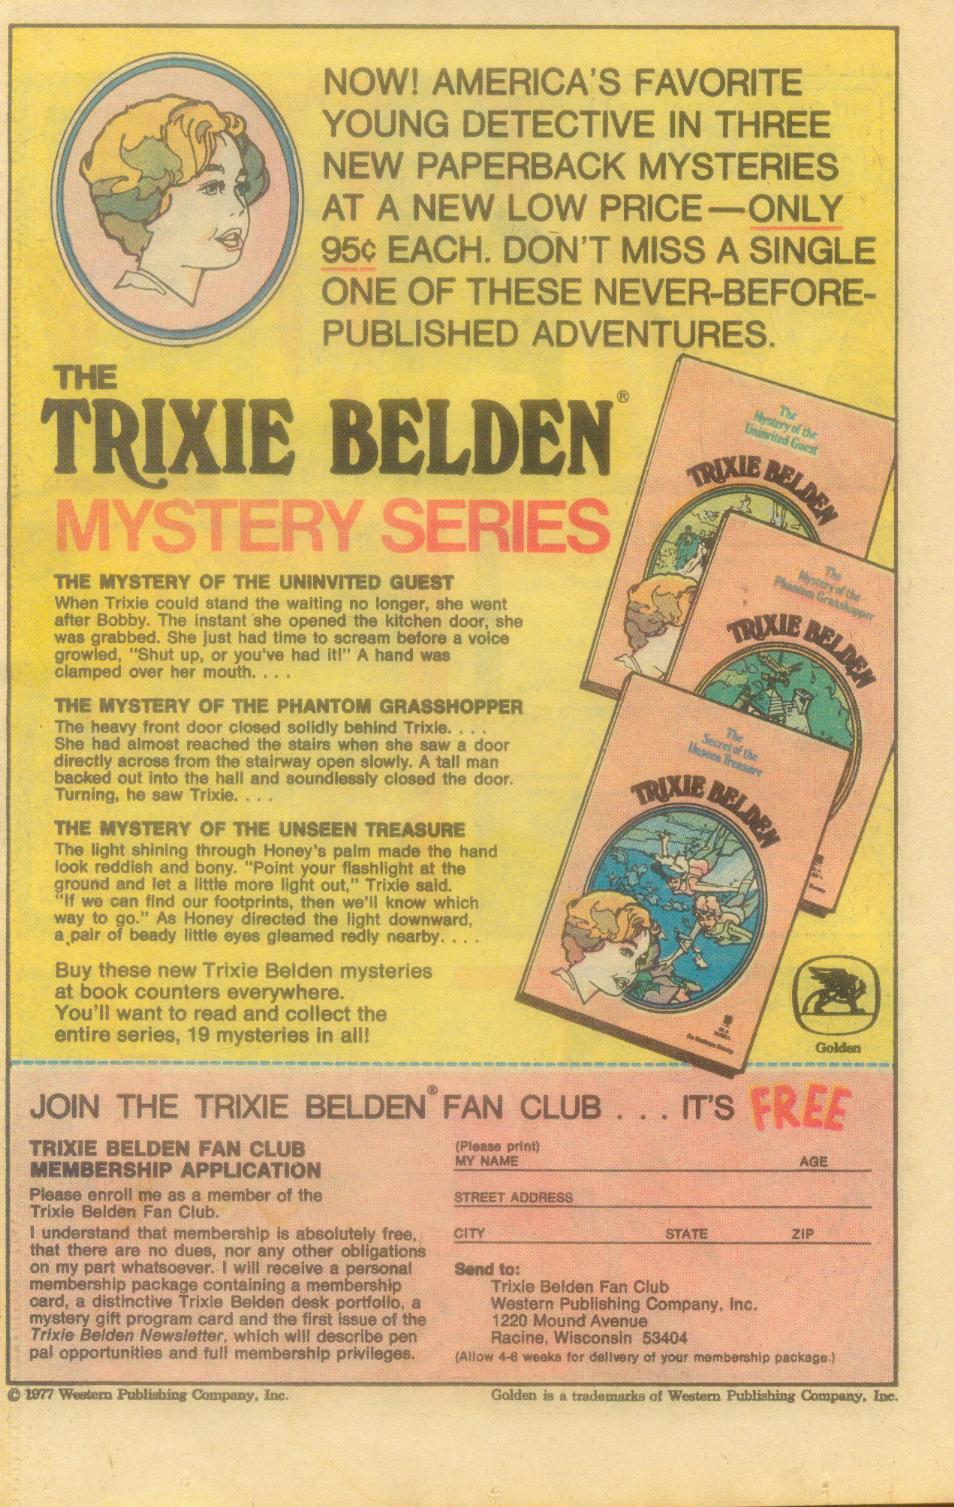 NOW! AMERICA'S FAVORITE
YOUNG DETECTIVE IN THREE
NEW PAPERBACK MYSTERIES
AT A NEW LOW PRICE—ONLY
95¢ EACH. DON'T MISS A SINGLE
ONE OF THESE NEVER-BEFORE-
PUBLISHED ADVENTURES.
THE
TRIXIE BELDEN®
MYSTERY SERIES
THE MYSTERY OF THE UNINVITED GUEST
When Trixie could stand the waiting no longer, she went
after Bobby. The instant she opened the kitchen door, she
was grabbed. She just had time to scream before a voice
growled, "Shut up, or you've had it!" A hand was
clamped over her mouth. . . .
THE MYSTERY OF THE PHANTOM GRASSHOPPER
The heavy front door closed solidly behind Trixie. . . .
She had almost reached the stairs when she saw a door
directly across from the stairway open slowly. A tall man
backed out into the hall and soundlessly closed the door.
Turning, he saw Trixie. . . .
THE MYSTERY OF THE UNSEEN TREASURE
The light shining through Honey's palm made the hand
look reddish and bony. "Point your flashlight at the
ground and let a little more light out," Trixie said.
"If we can find our footprints, then we'll know which
way to go." As Honey directed the light downward,
a pair of beady little eyes gleamed redly nearby. . . .
Buy these new Trixie Belden mysteries
at book counters everywhere.
You'll want to read and collect the
entire series, 19 mysteries in all!
The
Mystery of the
Uninvited Guest
TRIXIE BELDEN
The
Mystery of the
Phantom Grasshopper
TRIXIE BELDEN
The
Secret of the
Unseen Treasure
TRIXIE BELDEN
Golden
JOIN THE TRIXIE BELDEN® FAN CLUB . . . IT'S FREE
TRIXIE BELDEN FAN CLUB
MEMBERSHIP APPLICATION
Please enroll me as a member of the
Trixie Belden Fan Club.
I understand that membership is absolutely free,
that there are no dues, nor any other obligations
on my part whatsoever. I will receive a personal
membership package containing a membership
card, a distinctive Trixie Belden desk portfolio, a
mystery gift program card and the first issue of the
Trixie Belden Newsletter, which will describe pen
pal opportunities and full membership privileges.
(Please print)
MY NAME AGE
STREET ADDRESS
CITY STATE ZIP
Send to:
Trixie Belden Fan Club
Western Publishing Company, Inc.
1220 Mound Avenue
Racine, Wisconsin 53404
(Allow 4-6 weeks for delivery of your membership package.)
© 1977 Western Publishing Company, Inc.
Golden is a trademarks of Western Publishing Company, Inc.